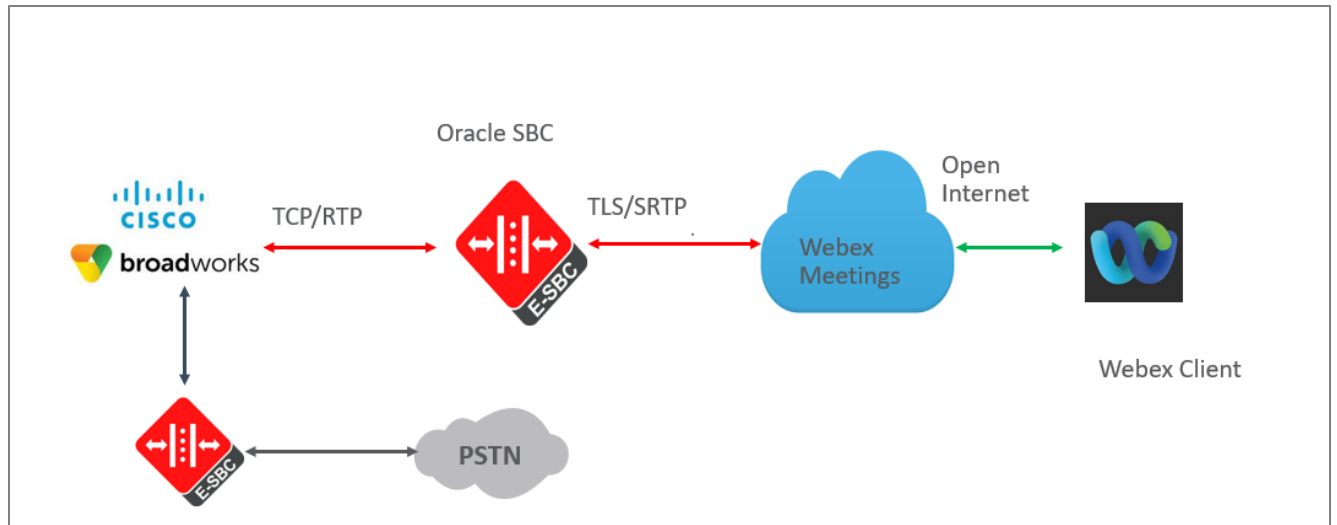 Oracle SBC
Open
Internet
CISCO
TCP/RTP
TLS/SRTP
broadworks
E-SBC
Webex
Meetings
Webex Client
E-SBC
PSTN